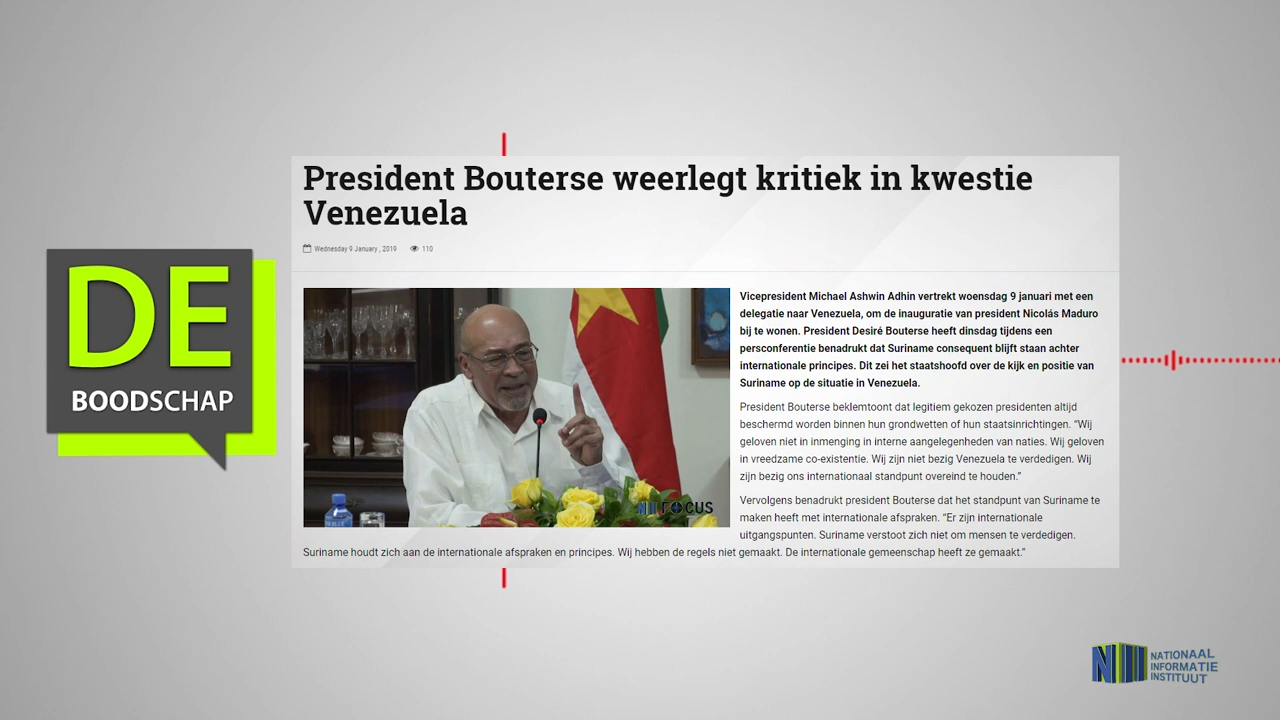 President Bouterse weerlegt kritiek in kwestie
Venezuela
Wednesday 9 January , 2019 110
DE
BOODSCHAP
Vicepresident Michael Ashwin Adhin vertrekt woensdag 9 januari met een
delegatie naar Venezuela, om de inauguratie van president Nicolás Maduro
bij te wonen. President Desiré Bouterse heeft dinsdag tijdens een
persconferentie benadrukt dat Suriname consequent blijft staan achter
internationale principes. Dit zei het staatshoofd over de kijk en positie van
Suriname op de situatie in Venezuela.
President Bouterse beklemtoont dat legitiem gekozen presidenten altijd
beschermd worden binnen hun grondwetten of hun staatsinrichtingen. “Wij
geloven niet in inmenging in interne aangelegenheden van naties. Wij geloven
in vreedzame co-existentie. Wij zijn niet bezig Venezuela te verdedigen. Wij
zijn bezig ons internationaal standpunt overeind te houden.”
Vervolgens benadrukt president Bouterse dat het standpunt van Suriname te
maken heeft met internationale afspraken. “Er zijn internationale
uitgangspunten. Suriname verstoot zich niet om mensen te verdedigen.
Suriname houdt zich aan de internationale afspraken en principes. Wij hebben de regels niet gemaakt. De internationale gemeenschap heeft ze gemaakt.”
NII FOCUS
NII
NATIONAAL
INFORMATIE
INSTITUUT